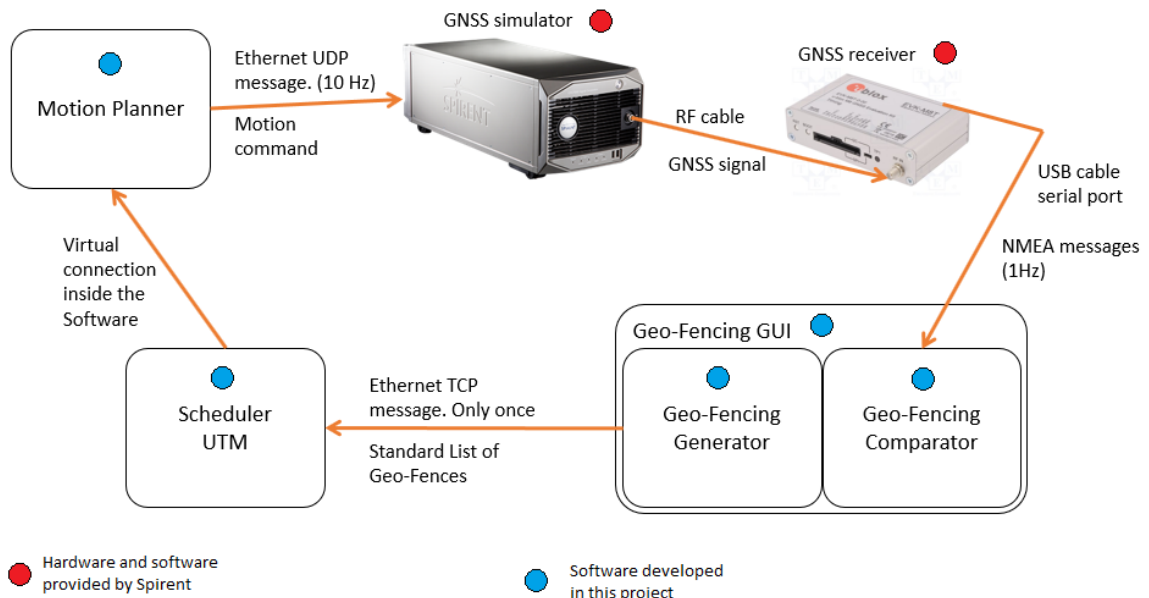 GNSS simulator
GNSS receiver
Motion Planner
Ethernet UDP
message. (10 Hz)
Motion
command
SPIRENT
RF cable
GNSS signal
ublox
USB cable
serial port
NMEA messages
(1Hz)
Virtual
connection
inside the
Software
Geo-Fencing GUI
Geo-Fencing
Generator
Geo-Fencing
Comparator
Ethernet TCP
message. Only once
Standard List of
Geo-Fences
Scheduler
UTM
Hardware and software
provided by Spirent
Software developed
in this project